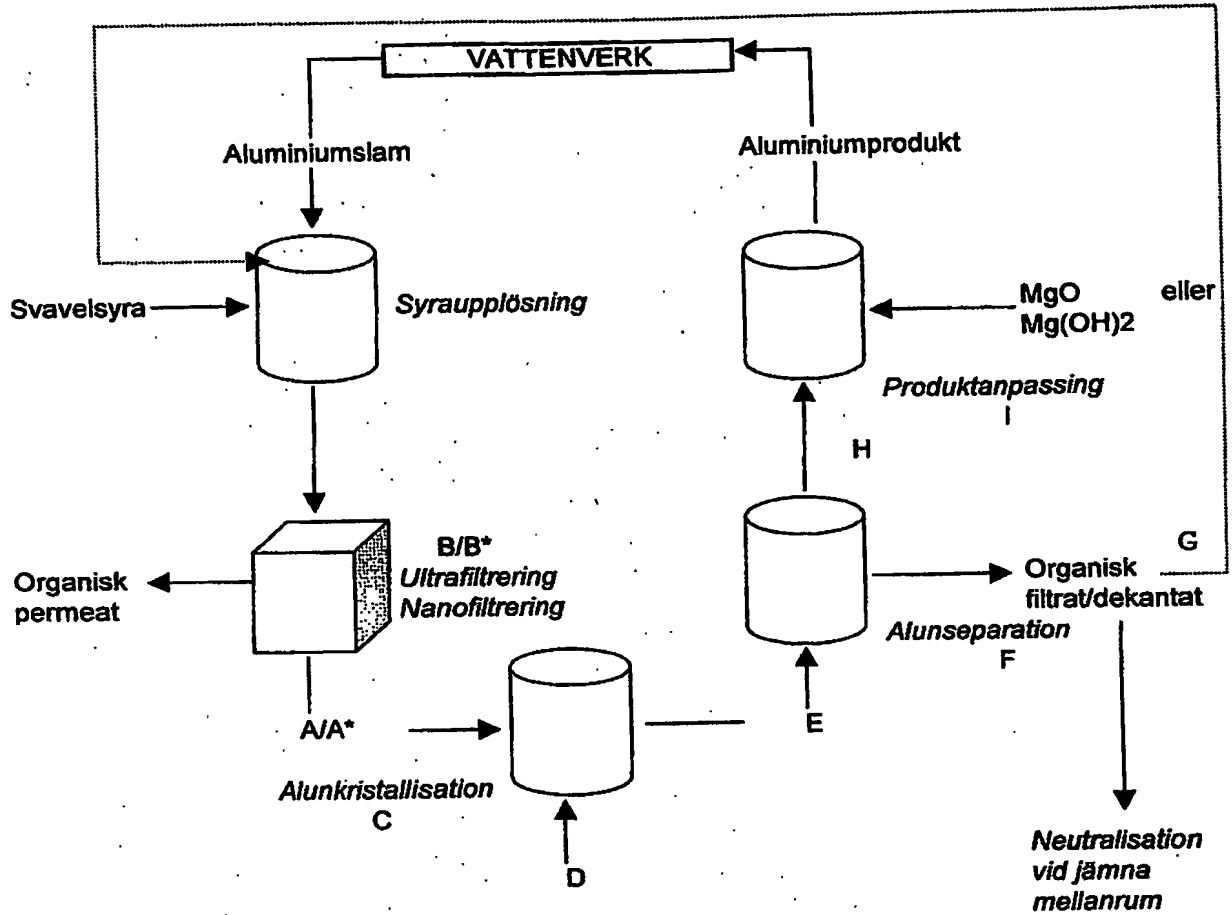 VATTENVERK
Aluminiumslam
Aluminiumprodukt
Svavelsyra
Syraupplösning
MgO eller
Mg(OH)2
Produktanpassing
I
H
B/B*
Ultrafiltrering
Nanofiltrering
Organisk
permeat
G
Organisk
filtrat/dekantat
Alunseparation
F
A/A*
E
Alunkristallisation
C
D
Neutralisation
vid jämna
mellanrum